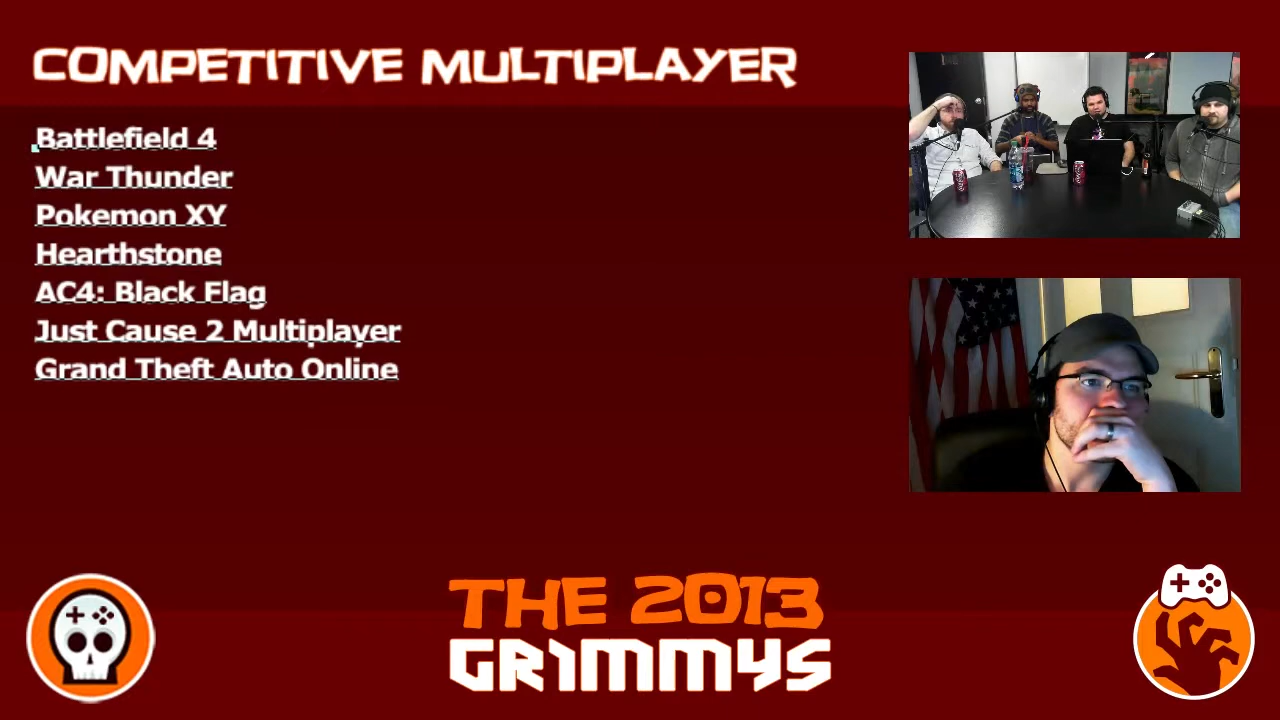 COMPETITIVE MULTIPLAYER
Battlefield 4
War Thunder
Pokemon XY
Hearthstone
AC4: Black Flag
Just Cause 2 Multiplayer
Grand Theft Auto Online
THE 2013
GR1MM4S